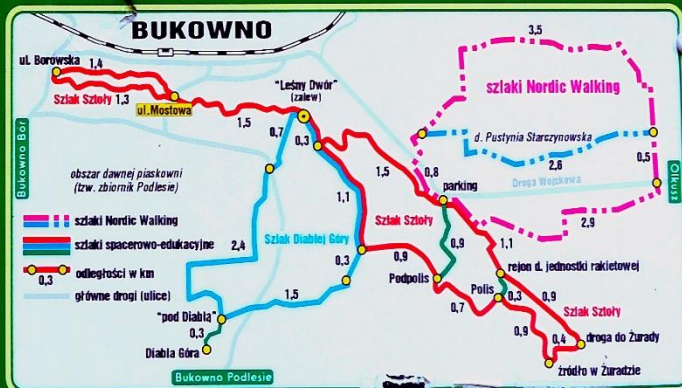 BUKOWNO
3,5
ul. Borowska
1,4
szlaki Nordic Walking
Szlak Sztoły
1,3
ul.Mostowa
"Leśny Dwór"
(zalew)
1,5
0,7
0,3
d. Pustynia Starczynowska
2,6
0,5
Bukowno Bór
obszar dawnej piaskowni
(tzw. zbiornik Podlesie)
1,5
0,8
parking
Droga Wojskowa
Olkusz
1,1
szlaki Nordic Walking
Szlak Sztoły
2,9
szlaki spacerowo-edukacyjne
2,4
Szlak Diablej Góry
0,9
0,9
1,1
odległości w km
0,3
0,3
Podpolis
Polis
rejon d. jednostki rakietowej
główne drogi (ulice)
1,5
0,7
0,3
0,9
Szlak Sztoły
"pod Diablą"
0,3
0,9
0,4
droga do Żurady
Diabla Góra
źródło w Żuradzie
Bukowno Podlesie